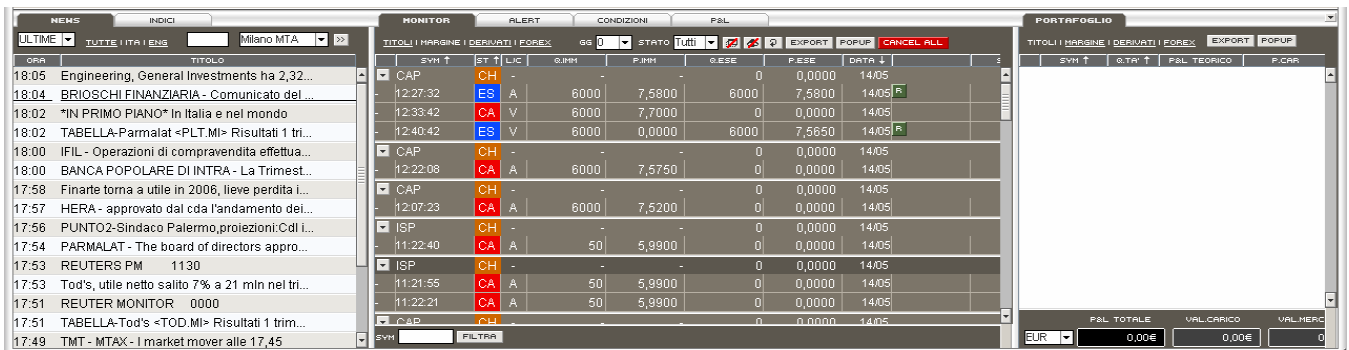 NEWS INDICI
ULTIME TUTTE | ITA | ENG Milano MTA >>
ORA TITOLO
18:05 Engineering, General Investments ha 2,32...
18:04 BRIOSCHI FINANZIARIA - Comunicato del ...
18:02 *IN PRIMO PIANO* In Italia e nel mondo
18:02 TABELLA-Parmalat <PLT.MI> Risultati 1 tri...
18:00 IFIL - Operazioni di compravendita effettua...
18:00 BANCA POPOLARE DI INTRA - La Trimest...
17:58 Finarte torna a utile in 2006, lieve perdita i...
17:57 HERA - approvato dal cda l'andamento dei...
17:56 PUNTO2-Sindaco Palermo,proiezioni:Cdl i...
17:54 PARMALAT - The board of directors appro...
17:53 REUTERS PM 1130
17:53 Tod's, utile netto salito 7% a 21 mln nel tri...
17:51 REUTER MONITOR 0000
17:51 TABELLA-Tod's <TOD.MI> Risultati 1 trim...
17:49 TMT - MTAX - I market mover alle 17,45
MONITOR ALERT CONDIZIONI P&L
TITOLI | MARGINE | DERIVATI | FOREX GG 0 STATO Tutti EXPORT POPUP CANCEL ALL
SYM ↑ ST ↑ L/C Q.IMM P.IMM Q.ESE P.ESE DATA ↓ S
CAP CH - - - 0 0,0000 14/05
- 12:27:32 ES A 6000 7,5800 6000 7,5800 14/05 R
- 12:33:42 CA V 6000 7,7000 0 0,0000 14/05
- 12:40:42 ES V 6000 0,0000 6000 7,5650 14/05 R
CAP CH - - - 0 0,0000 14/05
- 12:22:08 CA A 6000 7,5750 0 0,0000 14/05
CAP CH - - - 0 0,0000 14/05
- 12:07:23 CA A 6000 7,5200 0 0,0000 14/05
ISP CH - - - 0 0,0000 14/05
- 11:22:40 CA A 50 5,9900 0 0,0000 14/05
ISP CH - - - 0 0,0000 14/05
- 11:21:55 CA A 50 5,9900 0 0,0000 14/05
- 11:22:21 CA A 50 5,9900 0 0,0000 14/05
CAP CH - - - 0 0,0000 14/05
SYM FILTRA
PORTAFOGLIO
TITOLI | MARGINE | DERIVATI | FOREX EXPORT POPUP
SYM ↑ Q.TA' ↑ P&L TEORICO P.CAR
P&L TOTALE VAL.CARICO VAL.MERC
EUR 0,00€ 0,00€ 0